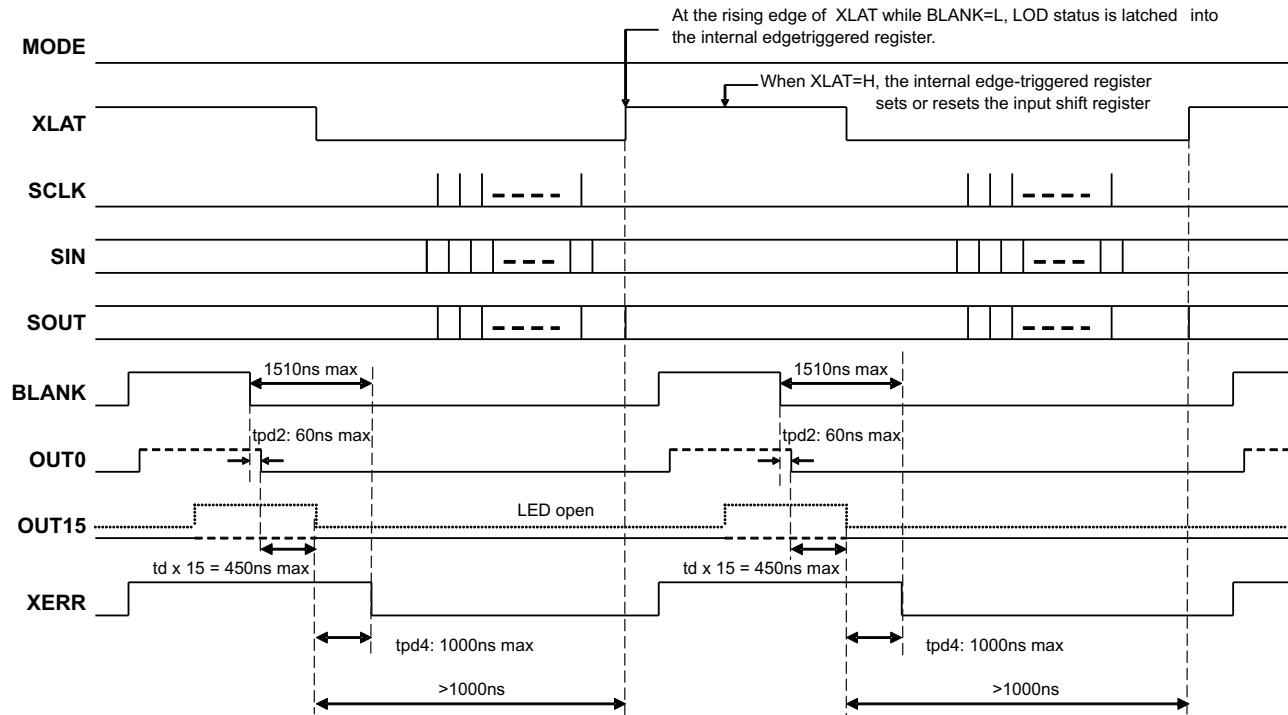 At the rising edge of XLAT while BLANK=L, LOD status is latched into
the internal edgetriggered register.
MODE
When XLAT=H, the internal edge-triggered register
sets or resets the input shift register
XLAT
SCLK
SIN
SOUT
1510ns max
1510ns max
BLANK
tpd2: 60ns max
tpd2: 60ns max
OUT0
LED open
OUT15
td x 15 = 450ns max
td x 15 = 450ns max
XERR
tpd4: 1000ns max
tpd4: 1000ns max
>1000ns
>1000ns